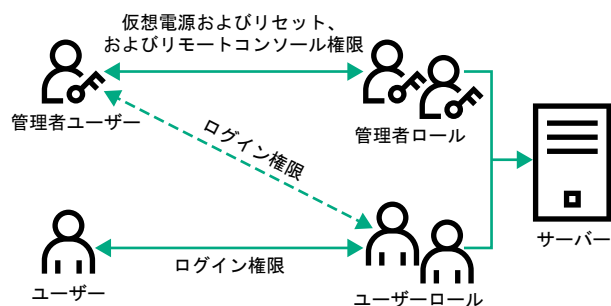 仮想電源およびリセット、
およびリモートコンソール権限
管理者ユーザー
管理者ロール
ログイン権限
サーバー
ログイン権限
ユーザー
ユーザーロール